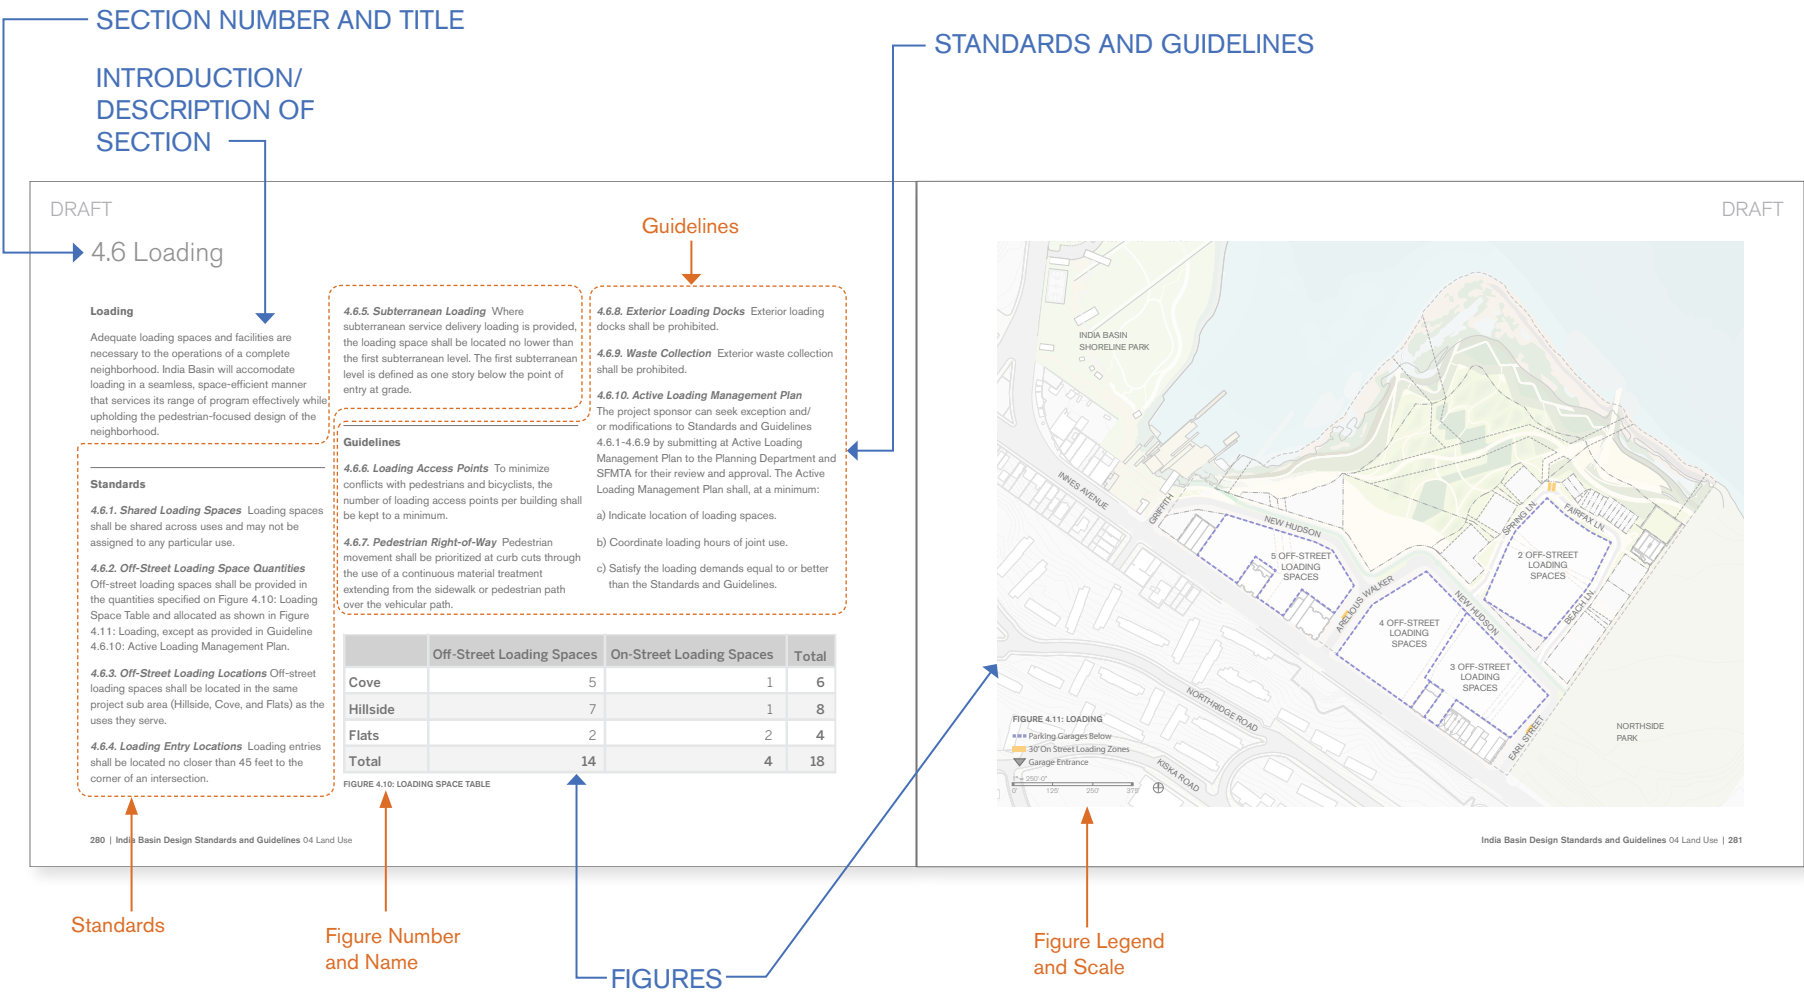 SECTION NUMBER AND TITLE
INTRODUCTION/
DESCRIPTION OF
SECTION
STANDARDS AND GUIDELINES
DRAFT
4.6 Loading
Loading
Adequate loading spaces and facilities are
necessary to the operations of a complete
neighborhood. India Basin will accomodate
loading in a seamless, space-efficient manner
that services its range of program effectively while
upholding the pedestrian-focused design of the
neighborhood.
Standards
4.6.1. Shared Loading Spaces Loading spaces
shall be shared across uses and may not be
assigned to any particular use.
4.6.2. Off-Street Loading Space Quantities
Off-street loading spaces shall be provided in
the quantities specified on Figure 4.10: Loading
Space Table and allocated as shown in Figure
4.11: Loading, except as provided in Guideline
4.6.10: Active Loading Management Plan.
4.6.3. Off-Street Loading Locations Off-street
loading spaces shall be located in the same
project sub area (Hillside, Cove, and Flats) as the
uses they serve.
4.6.4. Loading Entry Locations Loading entries
shall be located no closer than 45 feet to the
corner of an intersection.
4.6.5. Subterranean Loading Where
subterranean service delivery loading is provided,
the loading space shall be located no lower than
the first subterranean level. The first subterranean
level is defined as one story below the point of
entry at grade.
Guidelines
4.6.6. Loading Access Points To minimize
conflicts with pedestrians and bicyclists, the
number of loading access points per building shall
be kept to a minimum.
4.6.7. Pedestrian Right-of-Way Pedestrian
movement shall be prioritized at curb cuts through
the use of a continuous material treatment
extending from the sidewalk or pedestrian path
over the vehicular path.
Guidelines
4.6.8. Exterior Loading Docks Exterior loading
docks shall be prohibited.
4.6.9. Waste Collection Exterior waste collection
shall be prohibited.
4.6.10. Active Loading Management Plan
The project sponsor can seek exception and/
or modifications to Standards and Guidelines
4.6.1-4.6.9 by submitting at Active Loading
Management Plan to the Planning Department and
SFMTA for their review and approval. The Active
Loading Management Plan shall, at a minimum:
a) Indicate location of loading spaces.
b) Coordinate loading hours of joint use.
c) Satisfy the loading demands equal to or better
than the Standards and Guidelines.
Off-Street Loading Spaces On-Street Loading Spaces Total
Cove 5 1 6
Hillside 7 1 8
Flats 2 2 4
Total 14 4 18
FIGURE 4.10: LOADING SPACE TABLE
280 | India Basin Design Standards and Guidelines 04 Land Use
DRAFT
INDIA BASIN
SHORELINE PARK
INNES AVENUE
GRIFFITH
NEW HUDSON
SPRING LN.
FAIRFAX LN.
5 OFF-STREET
LOADING
SPACES
2 OFF-STREET
LOADING
SPACES
ARELIOUS WALKER
NEW HUDSON
BEACH LN.
4 OFF-STREET
LOADING
SPACES
3 OFF-STREET
LOADING
SPACES
NORTHRIDGE ROAD
EARL STREET
NORTHSIDE
PARK
KISKA ROAD
FIGURE 4.11: LOADING
Parking Garages Below
30' On Street Loading Zones
Garage Entrance
1" = 250'-0"
0' 125' 250' 375'
India Basin Design Standards and Guidelines 04 Land Use | 281
Standards
Figure Number
and Name
FIGURES
Figure Legend
and Scale